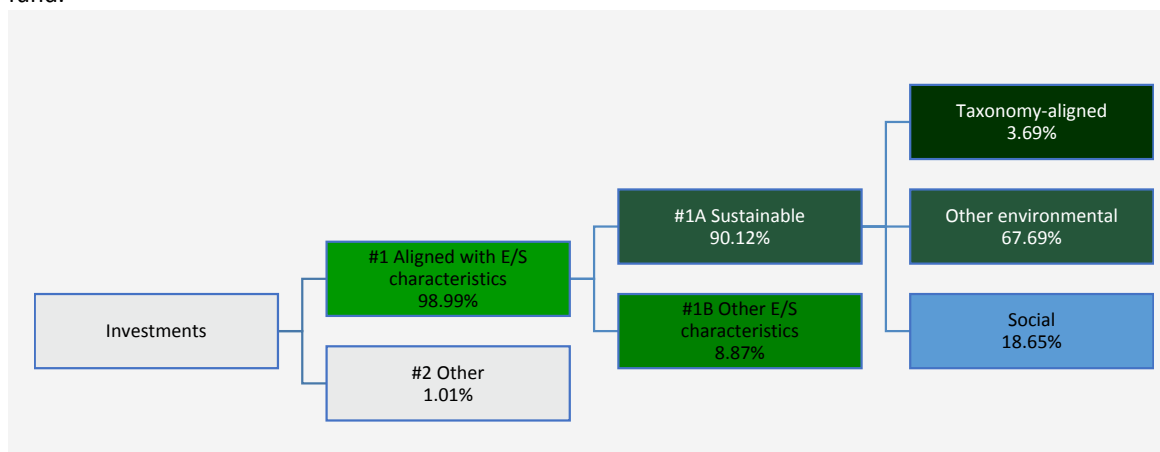 fund.
Taxonomy-aligned
3.69%
#1A Sustainable
90.12%
Other environmental
67.69%
#1 Aligned with E/S
characteristics
98.99%
Investments
#1B Other E/S
characteristics
8.87%
Social
18.65%
#2 Other
1.01%